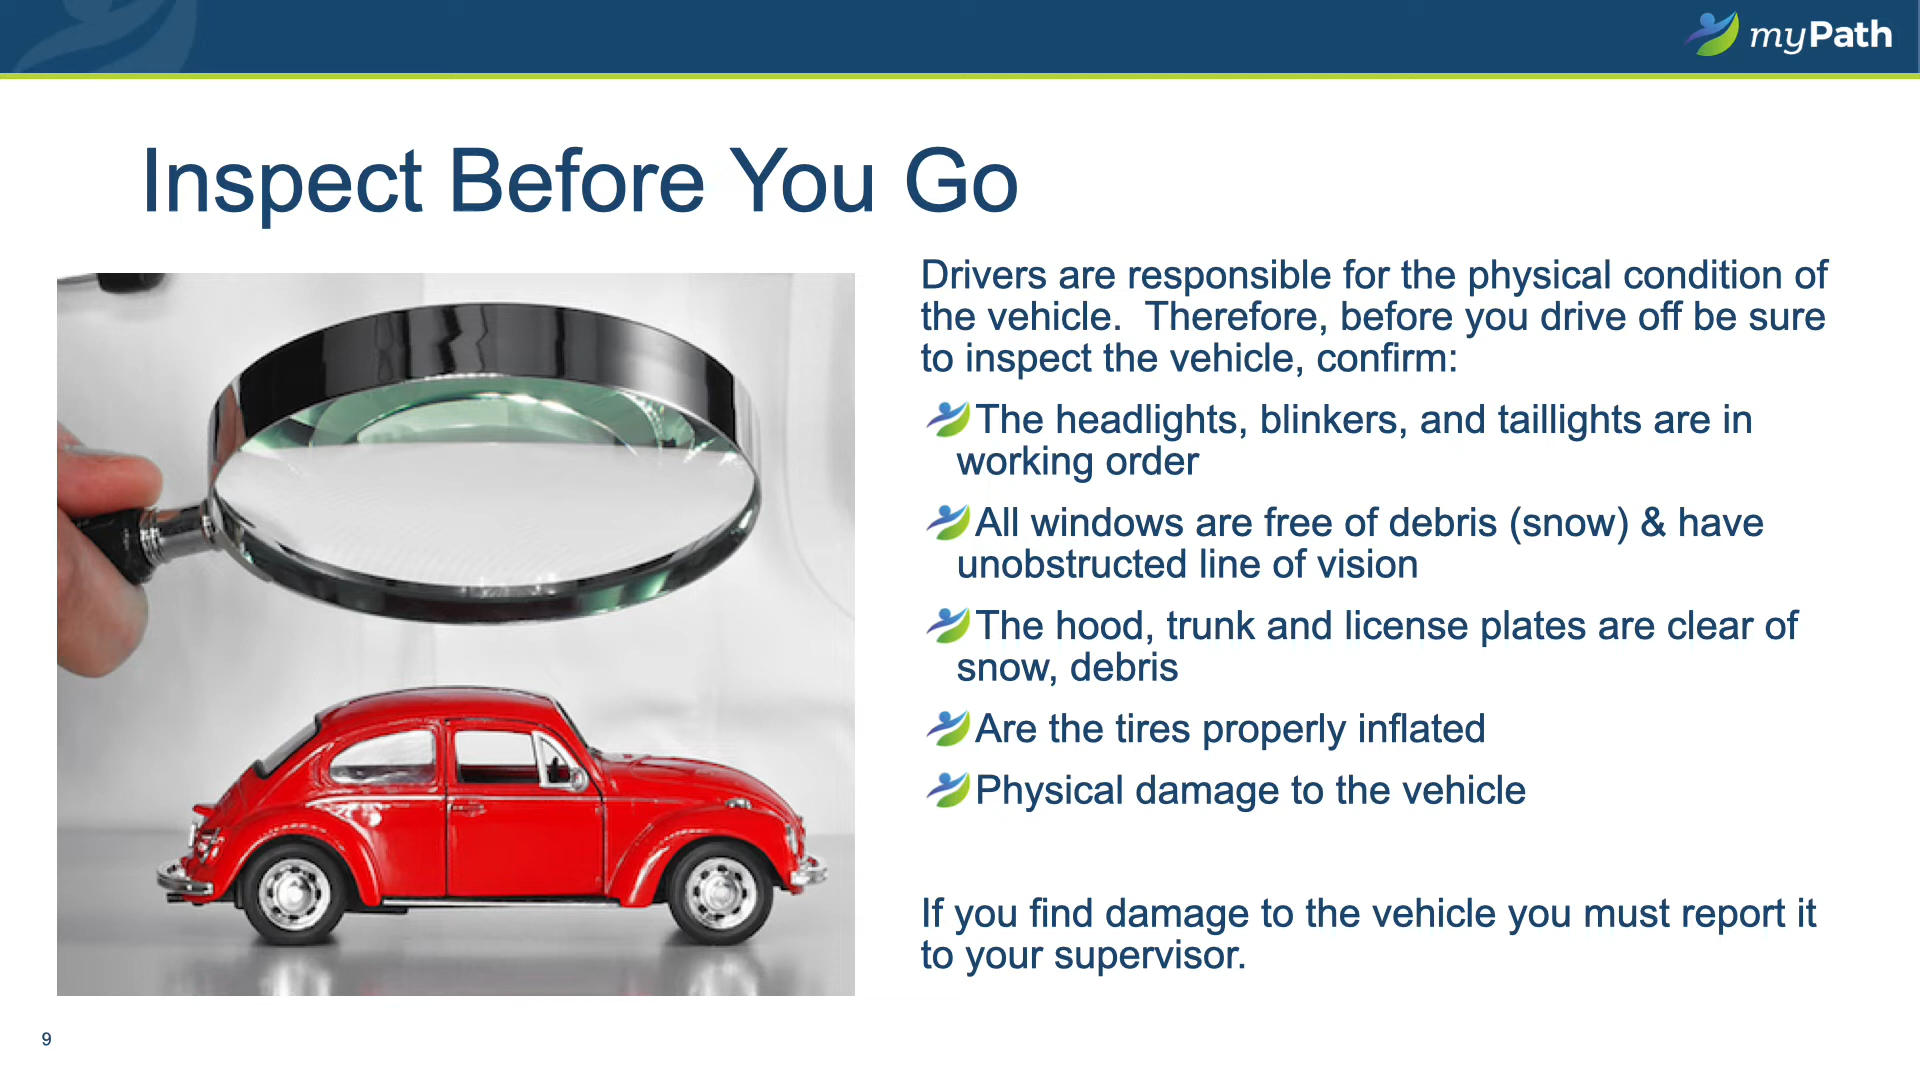 myPath
Inspect Before You Go
Drivers are responsible for the physical condition of
the vehicle.  Therefore, before you drive off be sure
to inspect the vehicle, confirm:
The headlights, blinkers, and taillights are in
working order
All windows are free of debris (snow) & have
unobstructed line of vision
The hood, trunk and license plates are clear of
snow, debris
Are the tires properly inflated
Physical damage to the vehicle
If you find damage to the vehicle you must report it
to your supervisor.
9